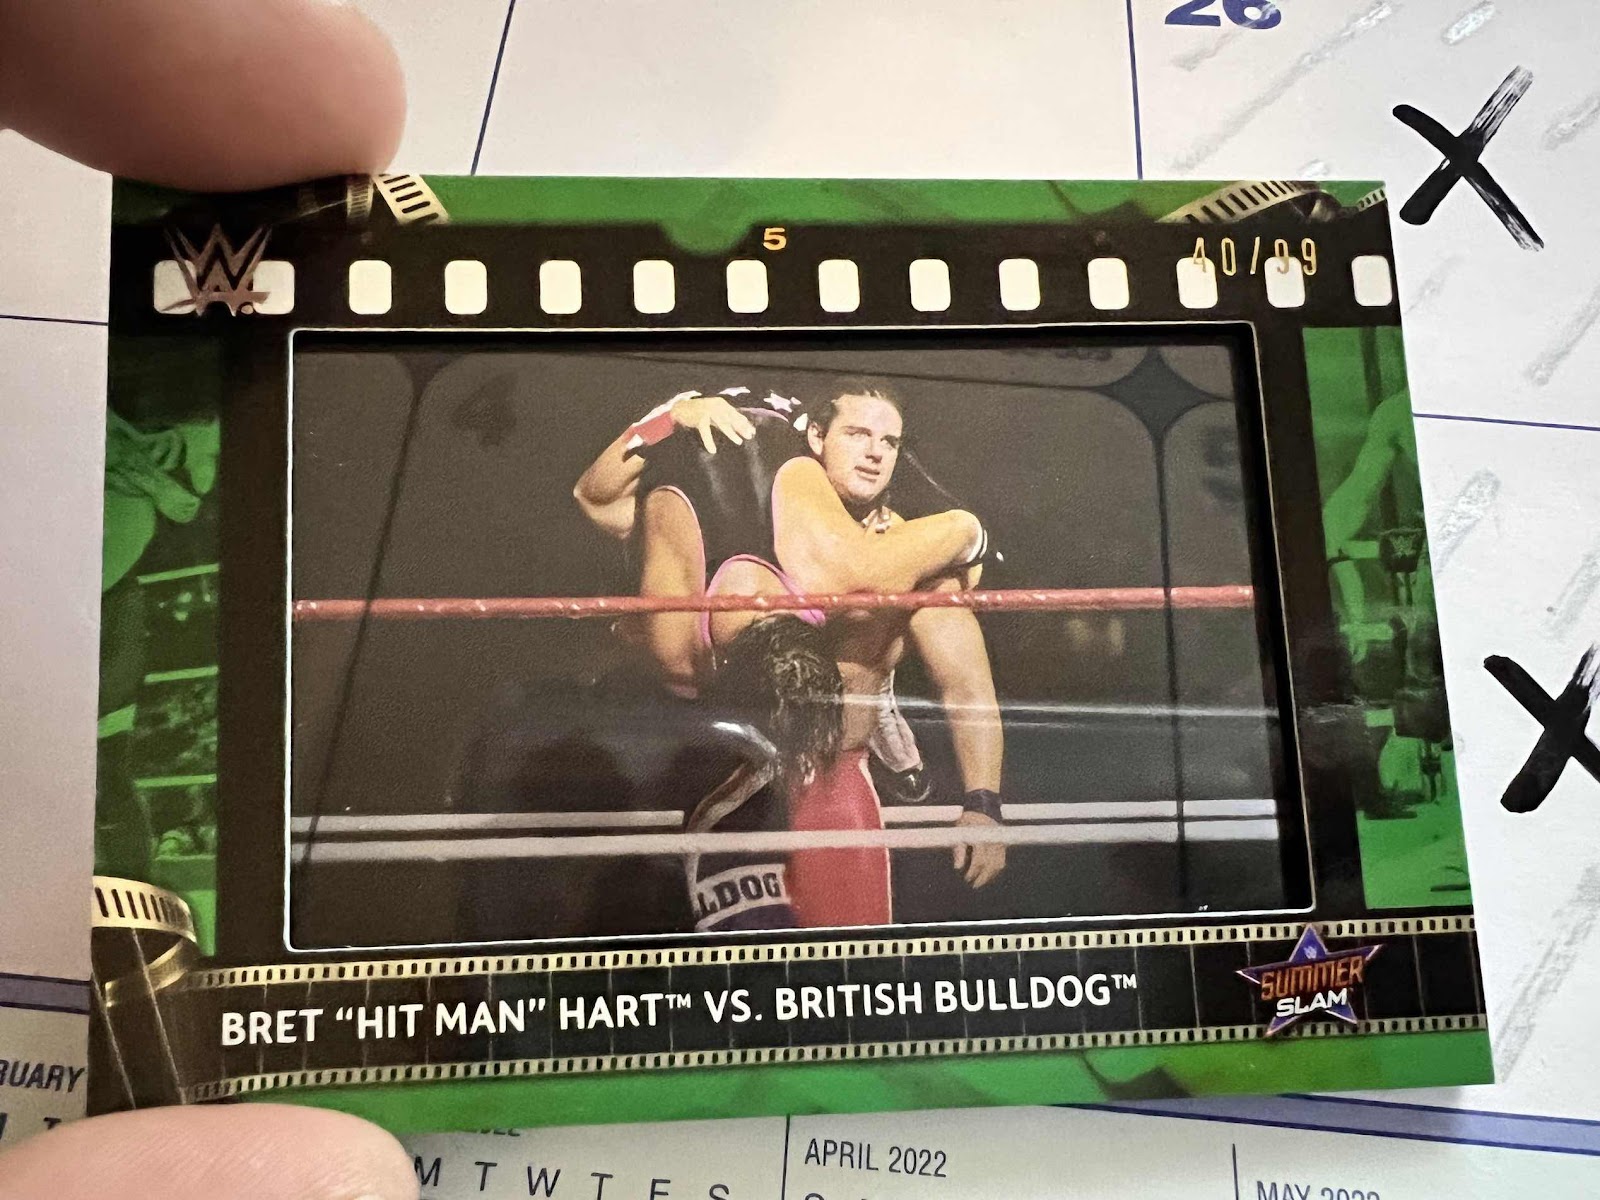 26
5
40/99
W
LDOG
BRET “HIT MAN” HART™ VS. BRITISH BULLDOG™
SUMMER
SLAM
RUARY
M T W T F S
APRIL 2022
MAY 2022